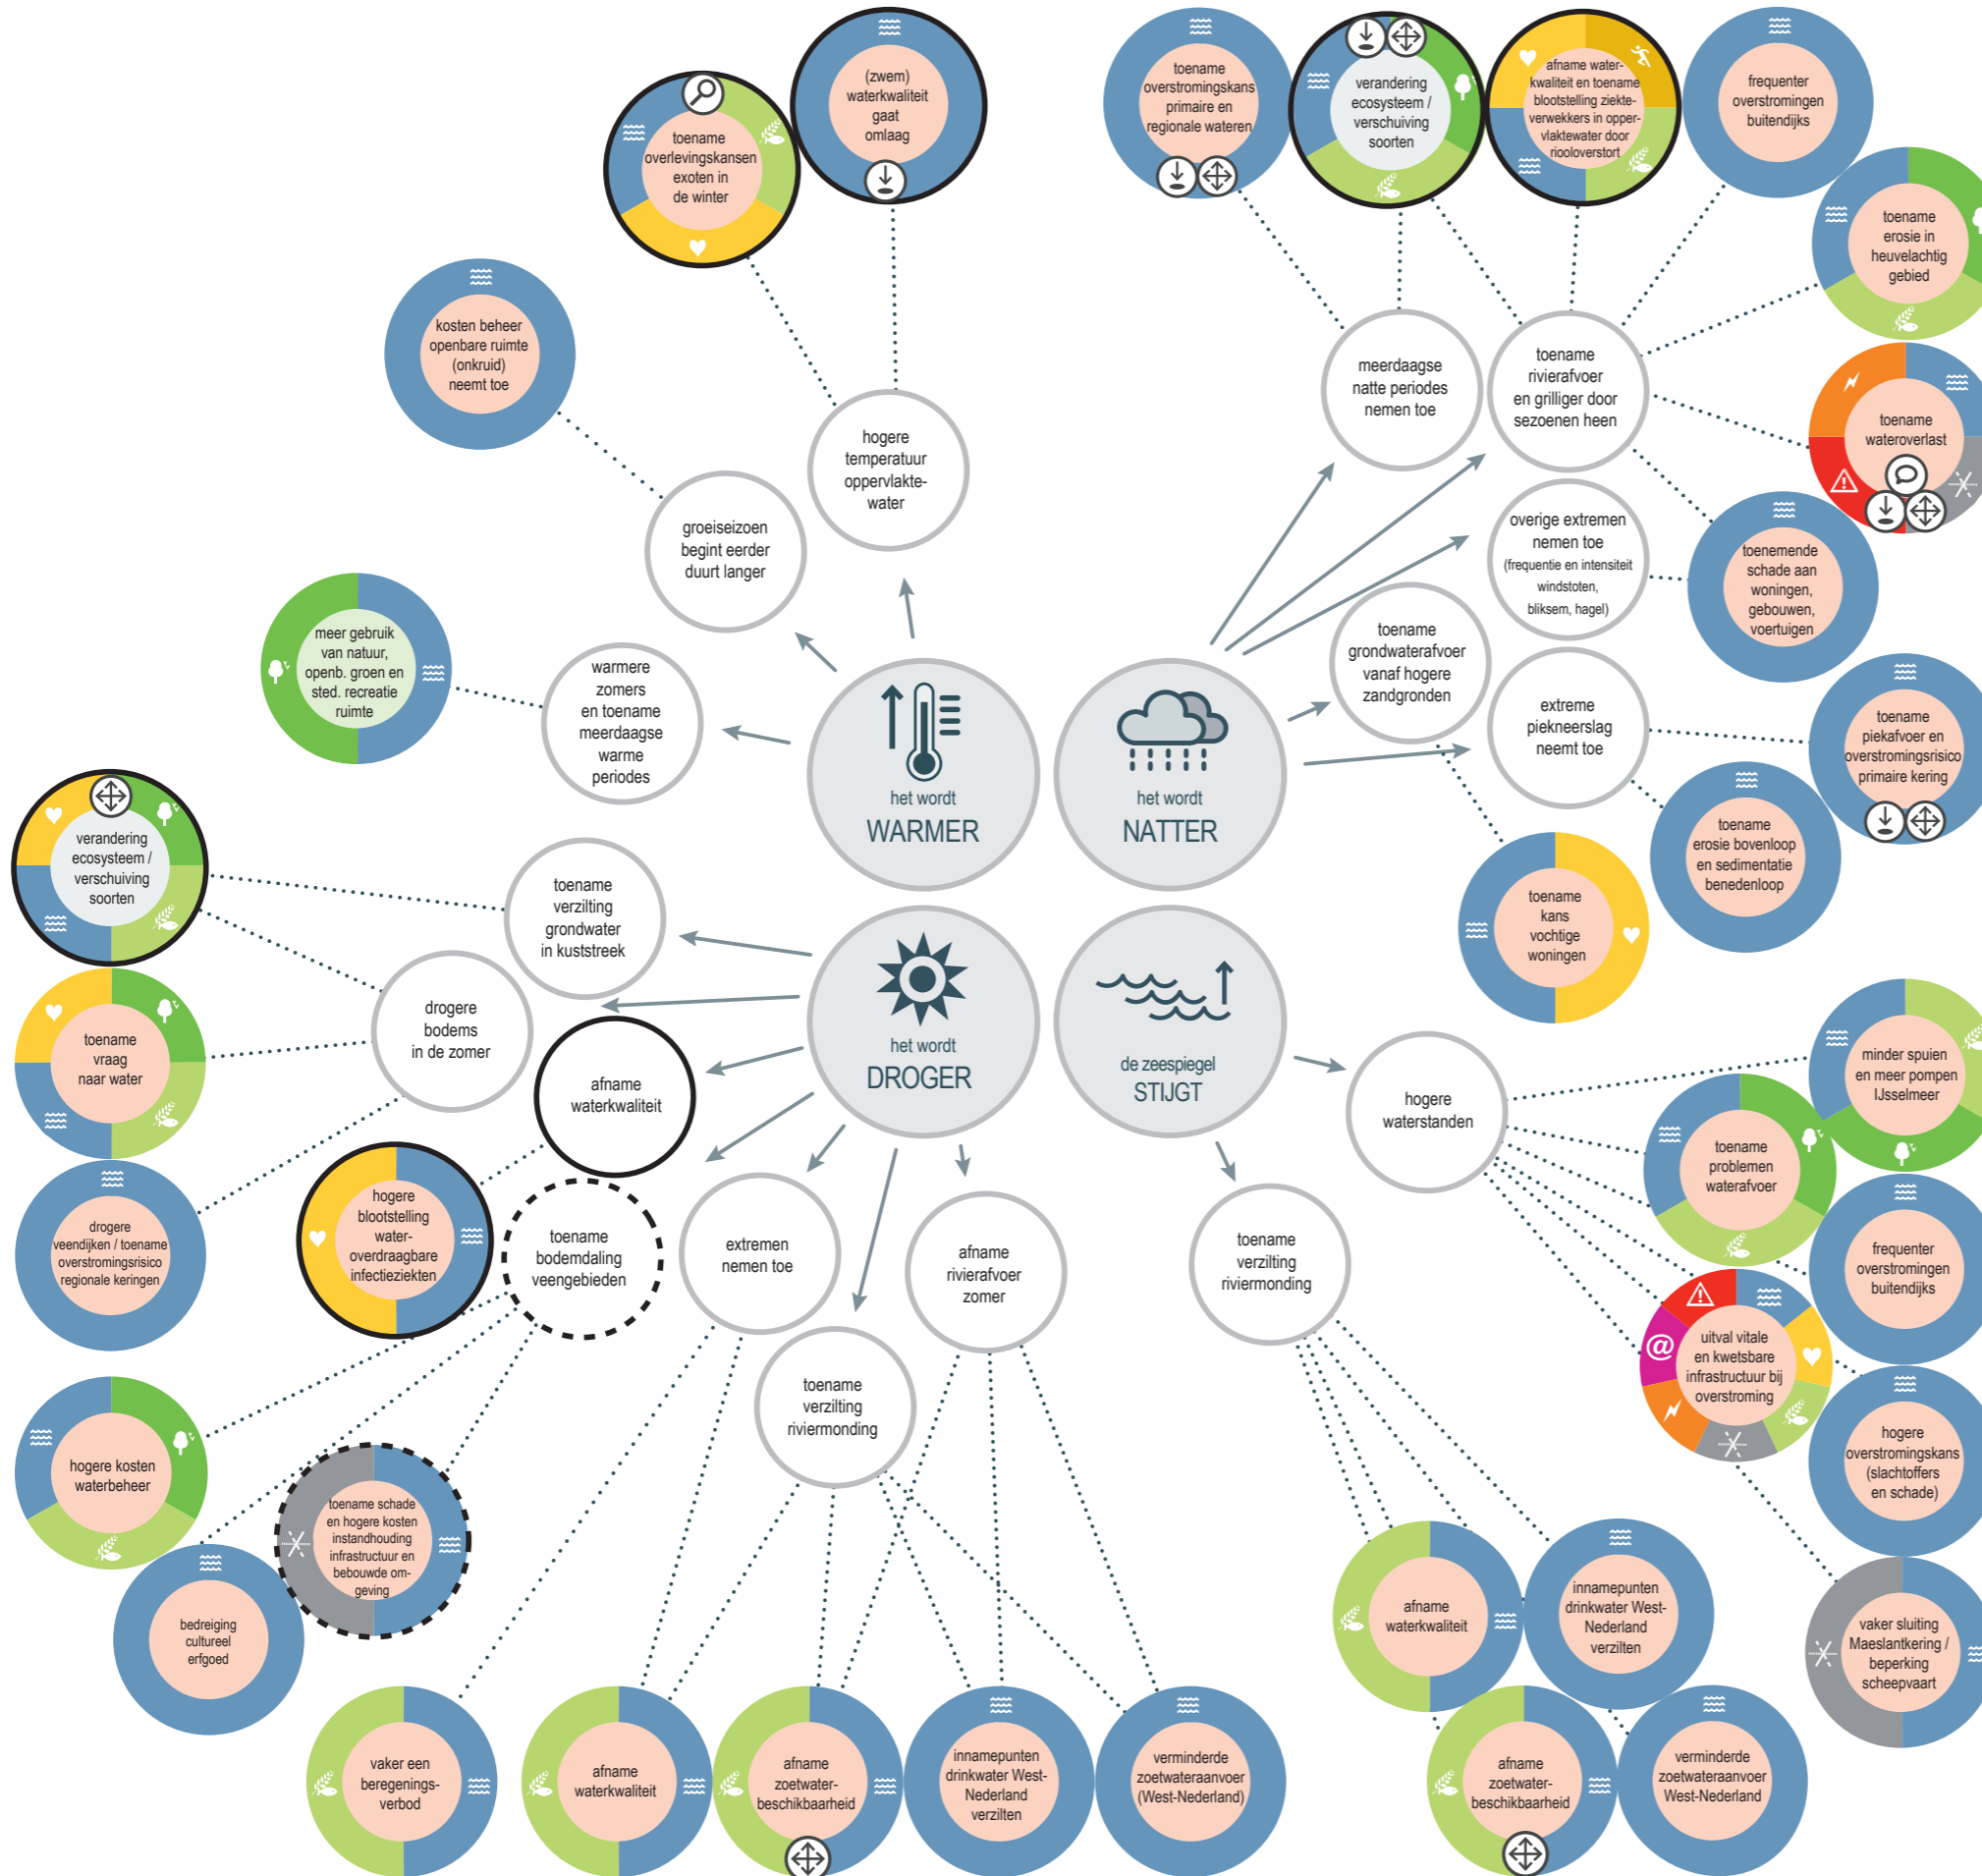 (zwem)
waterkwaliteit
gaat
omlaag
toename
overlevingskansen
exoten in
de winter
kosten beheer
openbare ruimte
(onkruid)
neemt toe
hogere
temperatuur
oppervlakte-
water
groeiseizoen
begint eerder
duurt langer
meer gebruik
van natuur,
openb. groen en
sted. recreatie
ruimte
warmere
zomers
en toename
meerdaagse
warme
periodes
het wordt
WARMER
toename
overstromingskans
primaire en
regionale wateren
verandering
ecosysteem /
verschuiving
soorten
afname water-
kwaliteit en toename
blootstelling ziekte-
verwekkers in opper-
vlaktewater door
riooloverstort
frequenter
overstromingen
buitendijks
toename
erosie in
heuvelachtig
gebied
meerdaagse
natte periodes
nemen toe
toename
rivierafvoer
en grilliger door
sezoenen heen
toename
wateroverlast
overige extremen
nemen toe
(frequentie en intensiteit
windstoten,
bliksem, hagel)
toenemende
schade aan
woningen,
gebouwen,
voertuigen
toename
grondwaterafvoer
vanaf hogere
zandgronden
extreme
piekneerslag
neemt toe
toename
piekafvoer en
overstromingsrisico
primaire kering
het wordt
NATTER
toename
erosie bovenloop
en sedimentatie
benedenloop
toename
kans
vochtige
woningen
verandering
ecosysteem /
verschuiving
soorten
toename
verzilting
grondwater
in kuststreek
toename
vraag
naar water
drogere
bodems
in de zomer
het wordt
DROGER
afname
waterkwaliteit
drogere
veendijken / toename
overstromingsrisico
regionale keringen
hogere
blootstelling
water-
overdraagbare
infectieziekten
toename
bodemdaling
veengebieden
extremen
nemen toe
afname
rivierafvoer
zomer
toename
verzilting
riviermonding
hogere kosten
waterbeheer
toename schade
en hogere kosten
instandhouding
infrastructuur en
bebouwde om-
geving
bedreiging
cultureel
erfgoed
vaker een
beregenings-
verbod
afname
waterkwaliteit
afname
zoetwater-
beschikbaarheid
innamepunten
drinkwater West-
Nederland
verzilten
verminderde
zoetwateraanvoer
(West-Nederland)
de zeespiegel
STIJGT
hogere
waterstanden
minder spuien
en meer pompen
IJsselmeer
toename
problemen
waterafvoer
frequenter
overstromingen
buitendijks
toename
verzilting
riviermonding
@
uitval vitale
en kwetsbare
infrastructuur bij
overstroming
hogere
overstromingskans
(slachtoffers
en schade)
vaker sluiting
Maeslantkering /
beperking
scheepvaart
afname
waterkwaliteit
innamepunten
drinkwater West-
Nederland
verzilten
afname
zoetwater-
beschikbaarheid
verminderde
zoetwateraanvoer
West-Nederland